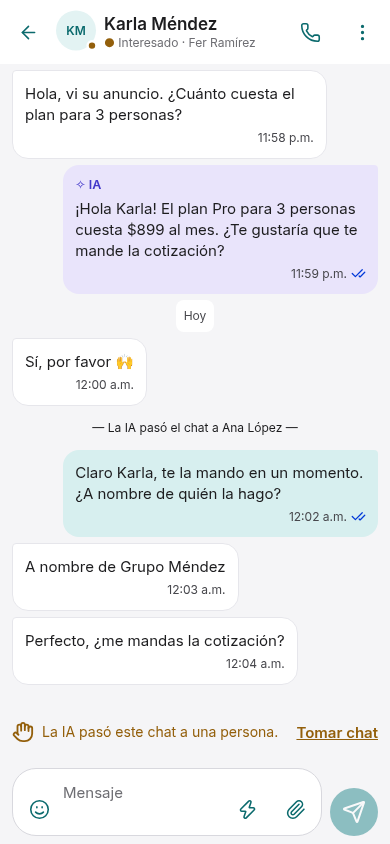 KM
Karla Méndez
Interesado · Fer Ramírez
Hola, vi su anuncio. ¿Cuánto cuesta el
plan para 3 personas?
11:58 p.m.
IA
¡Hola Karla! El plan Pro para 3 personas
cuesta $899 al mes. ¿Te gustaría que te
mande la cotización?
11:59 p.m.
Hoy
Sí, por favor 🙌
12:00 a.m.
— La IA pasó el chat a Ana López —
Claro Karla, te la mando en un momento.
¿A nombre de quién la hago?
12:02 a.m.
A nombre de Grupo Méndez
12:03 a.m.
Perfecto, ¿me mandas la cotización?
12:04 a.m.
La IA pasó este chat a una persona. Tomar chat
Mensaje